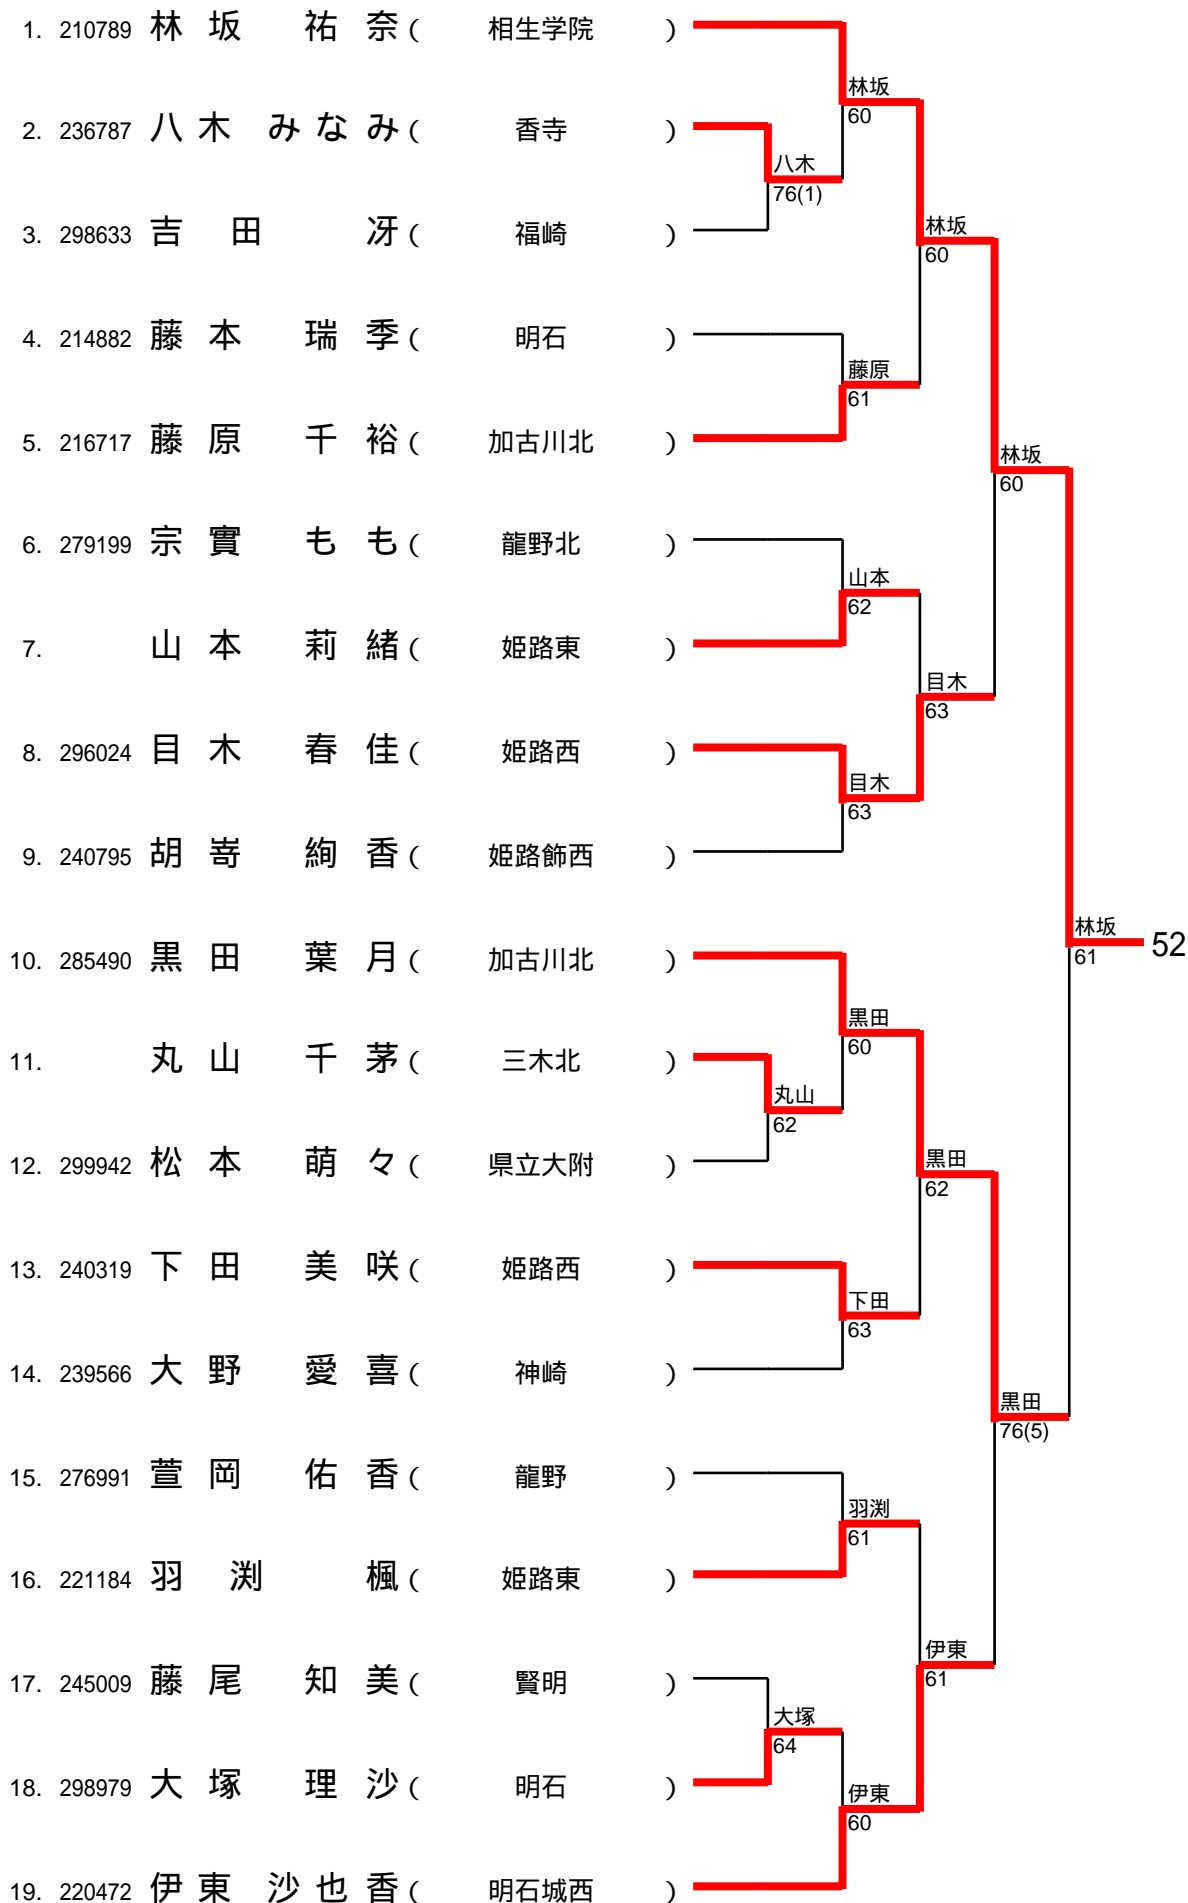 1. 210789 林坂 祐奈 ( 相生学院 )
林坂
60
2. 236787 八木 みなみ ( 香寺 )
八木
76(1)
3. 298633 吉田 冴 ( 福崎 )
林坂
60
4. 214882 藤本 瑞季 ( 明石 )
藤原
61
5. 216717 藤原 千裕 ( 加古川北 )
林坂
60
6. 279199 宗實 もも ( 龍野北 )
山本
62
7. 山本 莉緒 ( 姫路東 )
目木
63
8. 296024 目木 春佳 ( 姫路西 )
目木
63
9. 240795 胡嵜 絢香 ( 姫路飾西 )
林坂
61
52
10. 285490 黒田 葉月 ( 加古川北 )
黒田
60
11. 丸山 千茅 ( 三木北 )
丸山
62
12. 299942 松本 萌々 ( 県立大附 )
黒田
62
13. 240319 下田 美咲 ( 姫路西 )
下田
63
14. 239566 大野 愛喜 ( 神崎 )
黒田
76(5)
15. 276991 萱岡 佑香 ( 龍野 )
羽渕
61
16. 221184 羽渕 楓 ( 姫路東 )
伊東
61
17. 245009 藤尾 知美 ( 賢明 )
大塚
64
18. 298979 大塚 理沙 ( 明石 )
伊東
60
19. 220472 伊東 沙也香 ( 明石城西 )